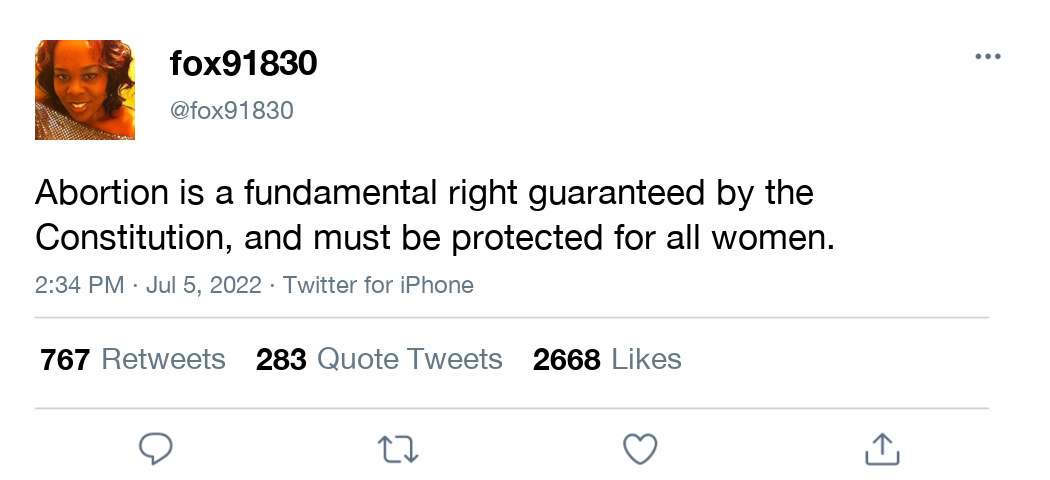 fox91830
@fox91830
Abortion is a fundamental right guaranteed by the
Constitution, and must be protected for all women.
2:34 PM · Jul 5, 2022 · Twitter for iPhone
767 Retweets 283 Quote Tweets 2668 Likes